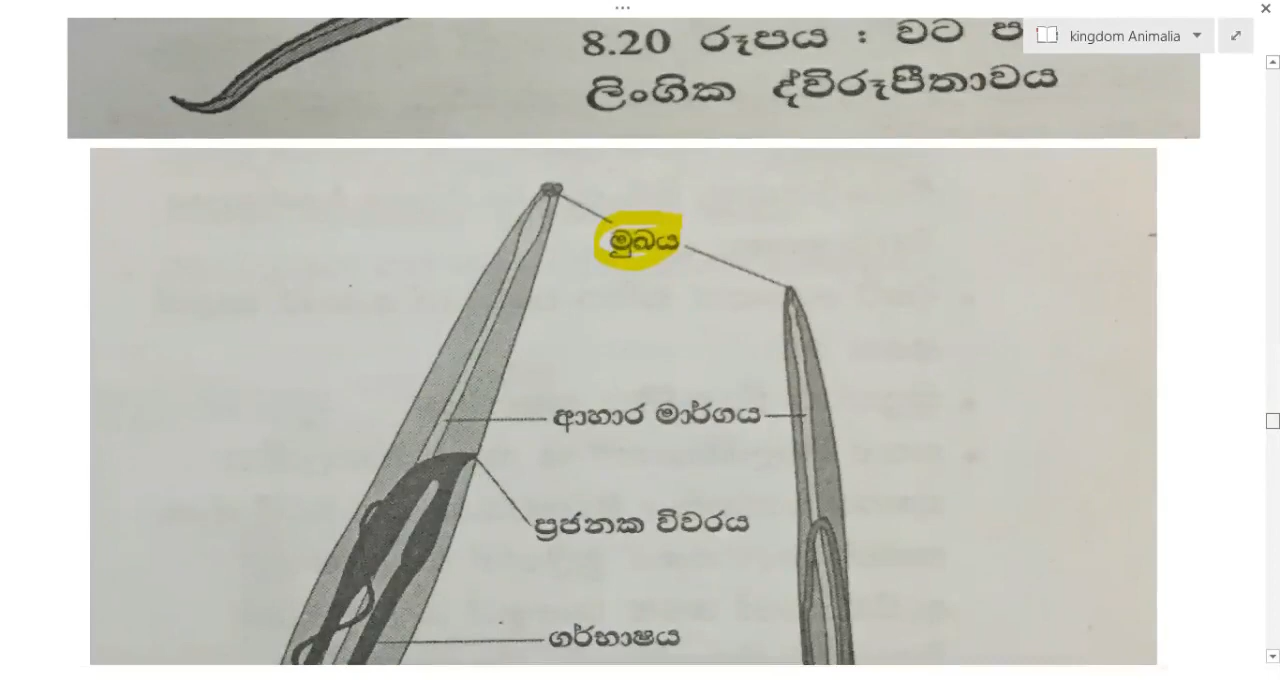 8.20 රූපය : වට
kingdom Animalia
ලිංගික ද්විරූපීතාවය
මුඛය
ආහාර මාර්ගය
ප්‍රජනක විවරය
ගර්භාෂය